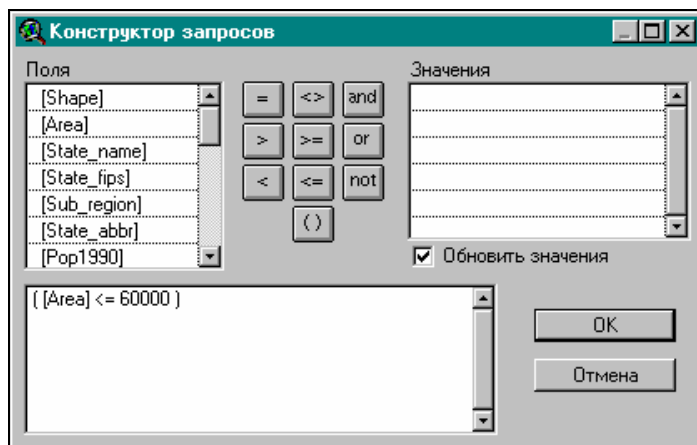 Конструктор запросов
Поля
[Shape]
[Area]
[State_name]
[State_fips]
[Sub_region]
[State_abbr]
[Pop1990]
= <> and
> >= or
< <= not
( )
Значения
Обновить значения
( [Area] <= 60000 )
OK
Отмена